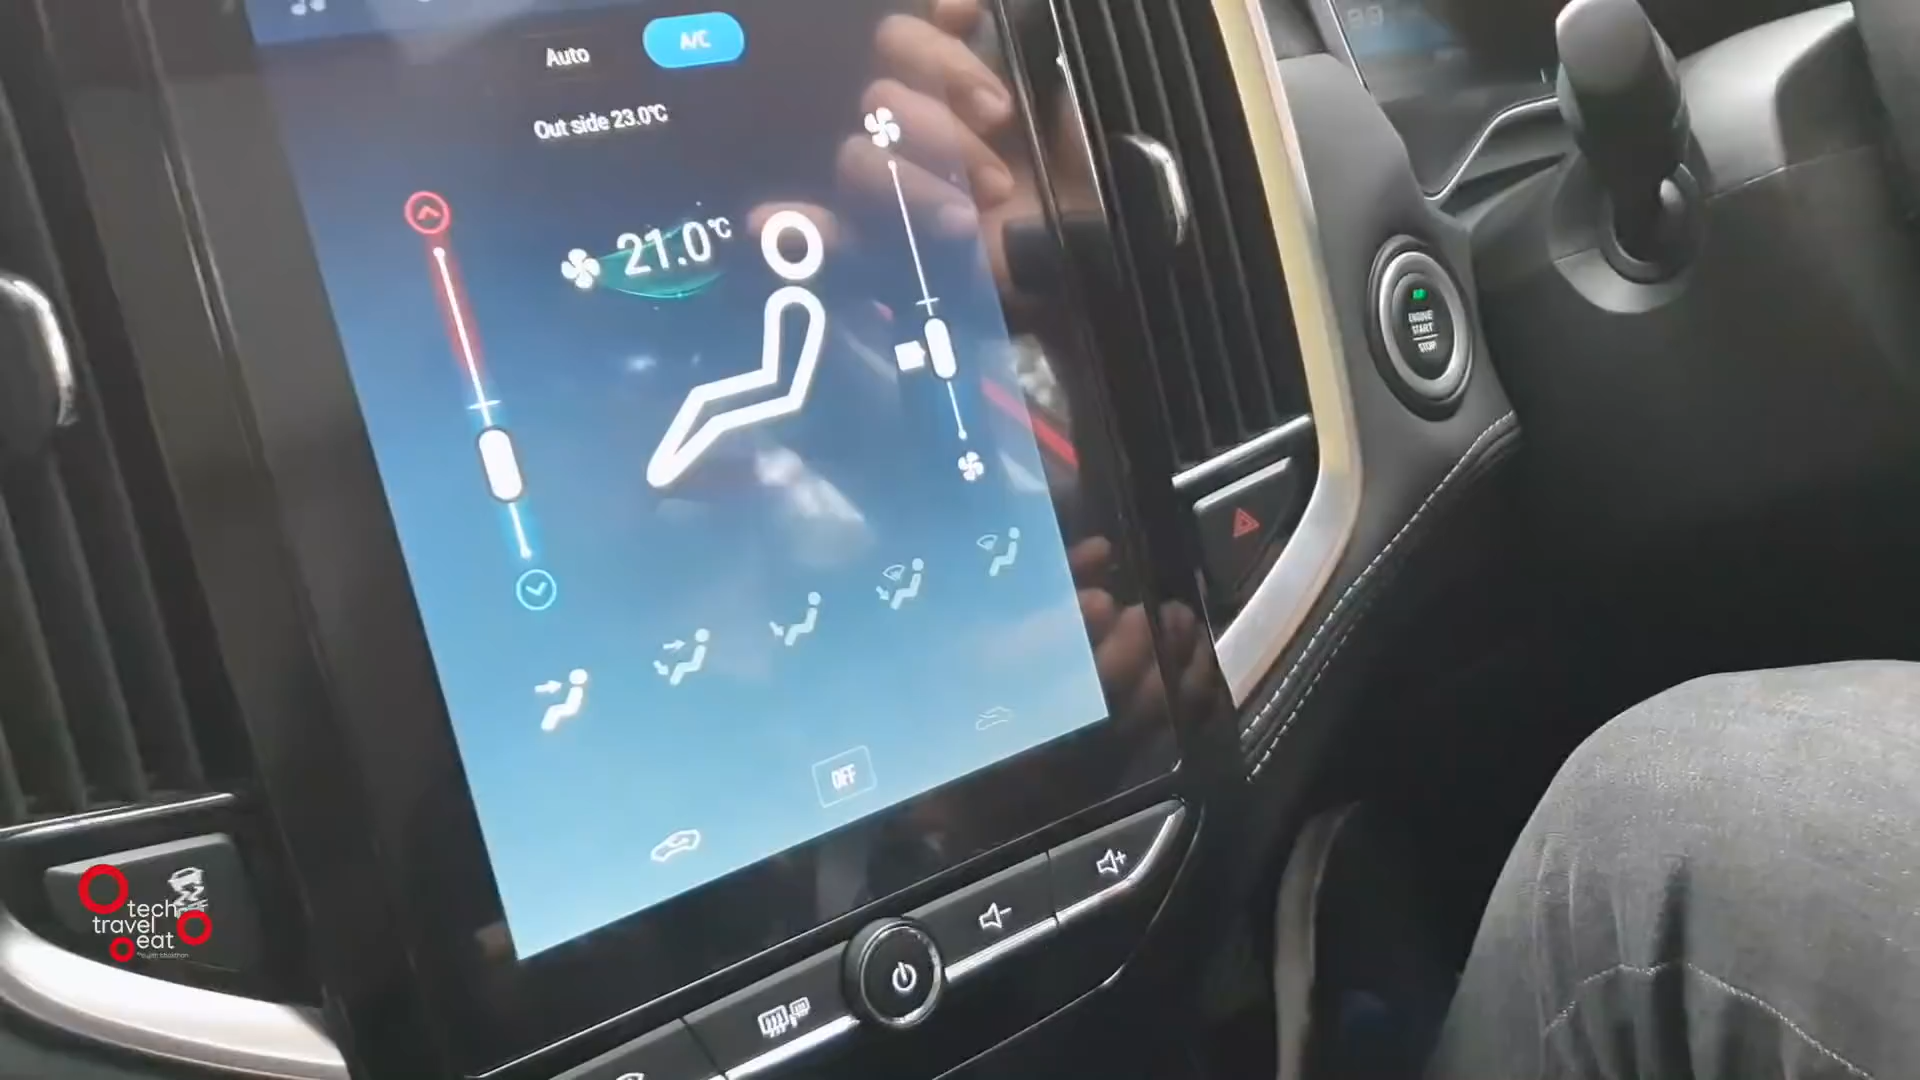 Auto
A/C
Out side 23.0℃
21.0℃
OFF
ENGINE
START
STOP
tech
travel
eat